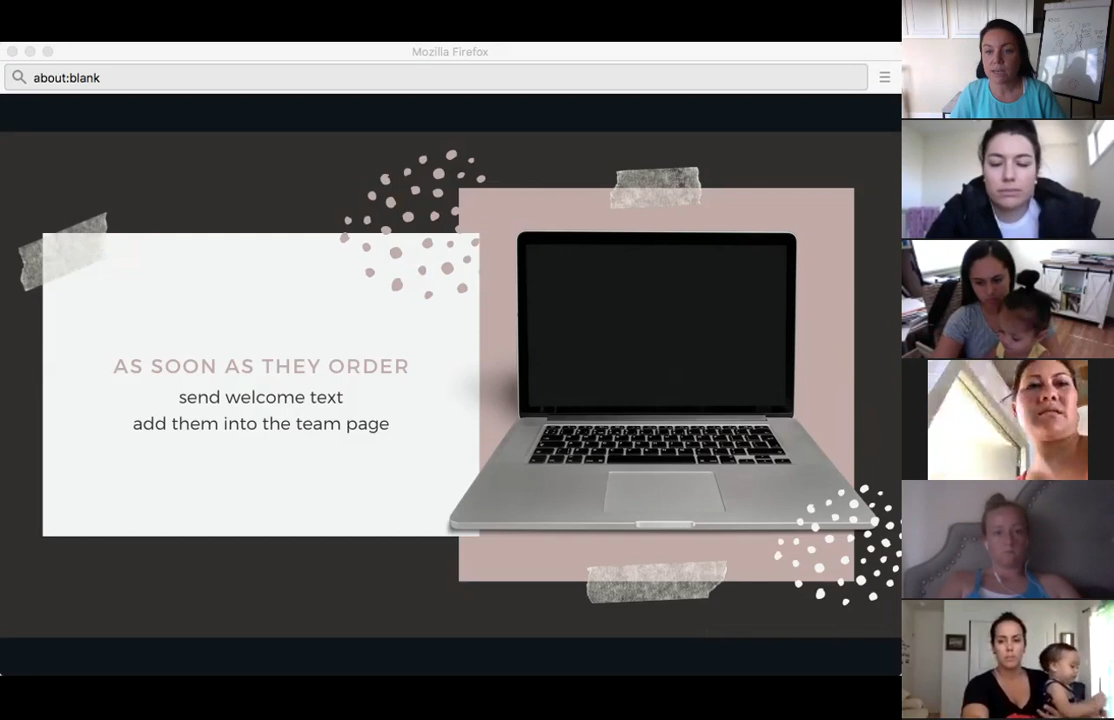 Mozilla Firefox
about:blank
AS SOON AS THEY ORDER
send welcome text
add them into the team page